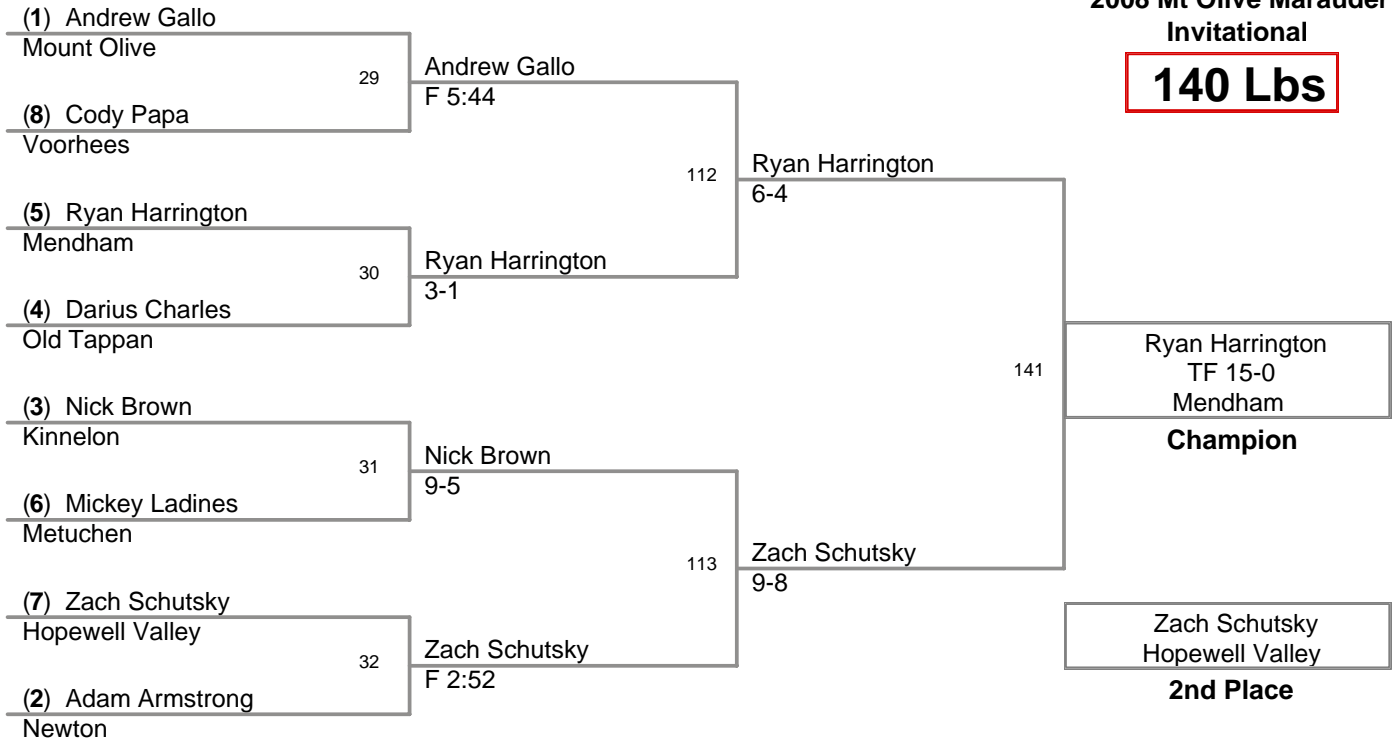 2008 Mt Olive Marauder
Invitational
140 Lbs
(1) Andrew Gallo
Mount Olive
29
(8) Cody Papa
Voorhees
Andrew Gallo
F 5:44
(5) Ryan Harrington
Mendham
30
(4) Darius Charles
Old Tappan
Ryan Harrington
3-1
112
Ryan Harrington
6-4
(3) Nick Brown
Kinnelon
31
(6) Mickey Ladines
Metuchen
Nick Brown
9-5
(7) Zach Schutsky
Hopewell Valley
32
(2) Adam Armstrong
Newton
Zach Schutsky
F 2:52
113
Zach Schutsky
9-8
141
Ryan Harrington
TF 15-0
Mendham
Champion
Zach Schutsky
Hopewell Valley
2nd Place